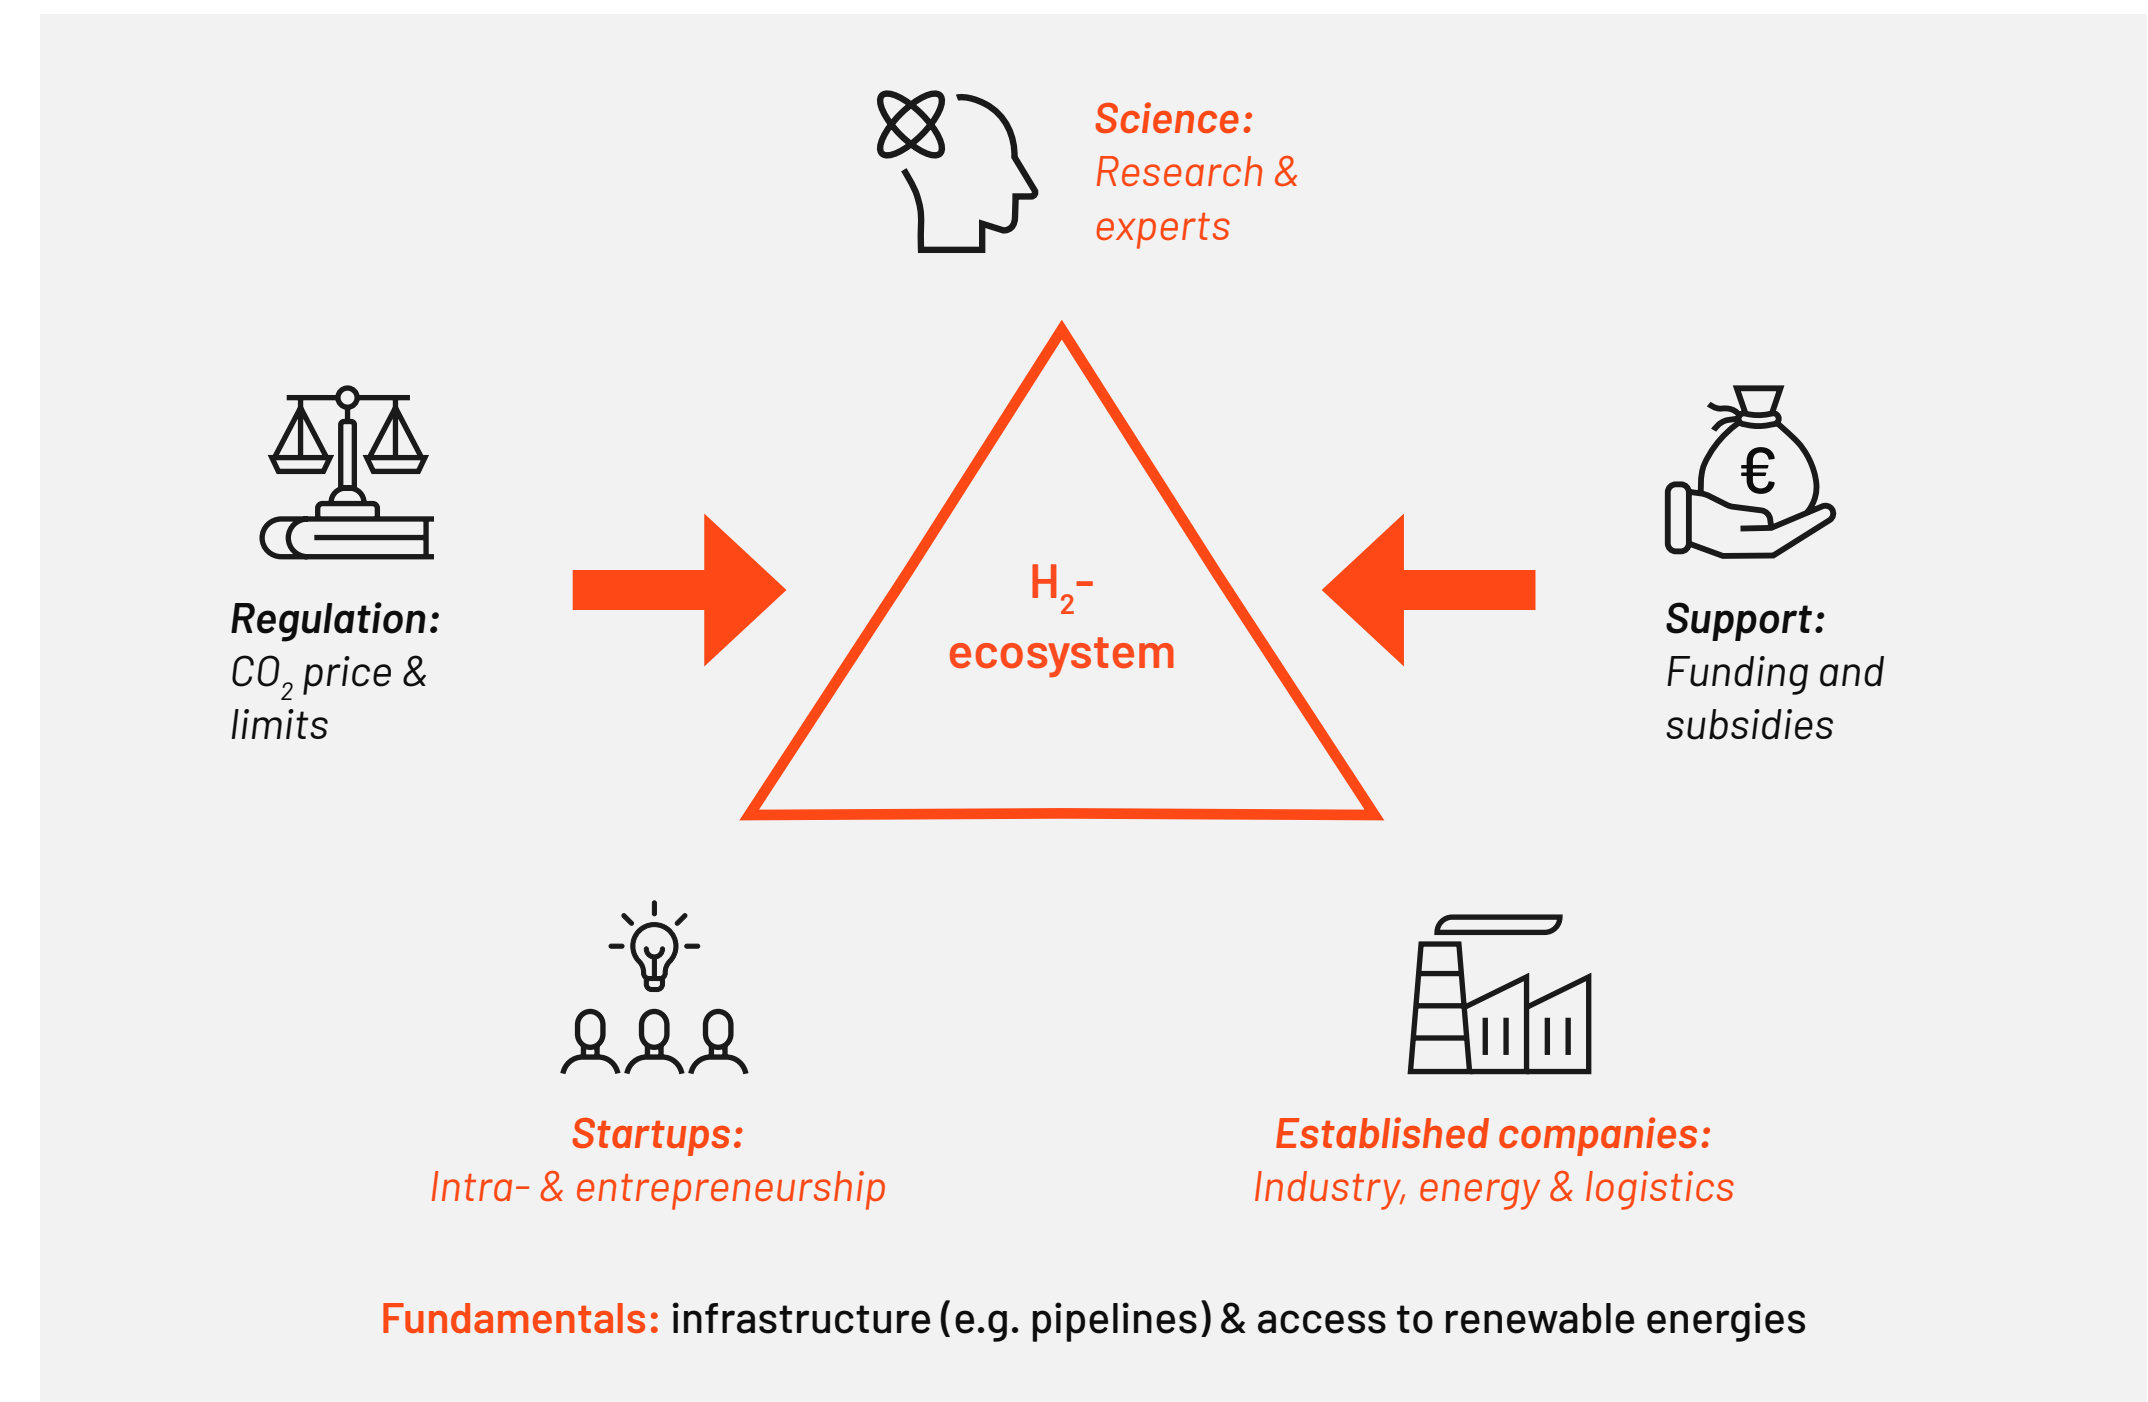 Science:
Research &
experts
H₂-
ecosystem
Regulation:
CO₂ price &
limits
€
Support:
Funding and
subsidies
Startups:
Intra- & entrepreneurship
Established companies:
Industry, energy & logistics
Fundamentals: infrastructure (e.g. pipelines) & access to renewable energies